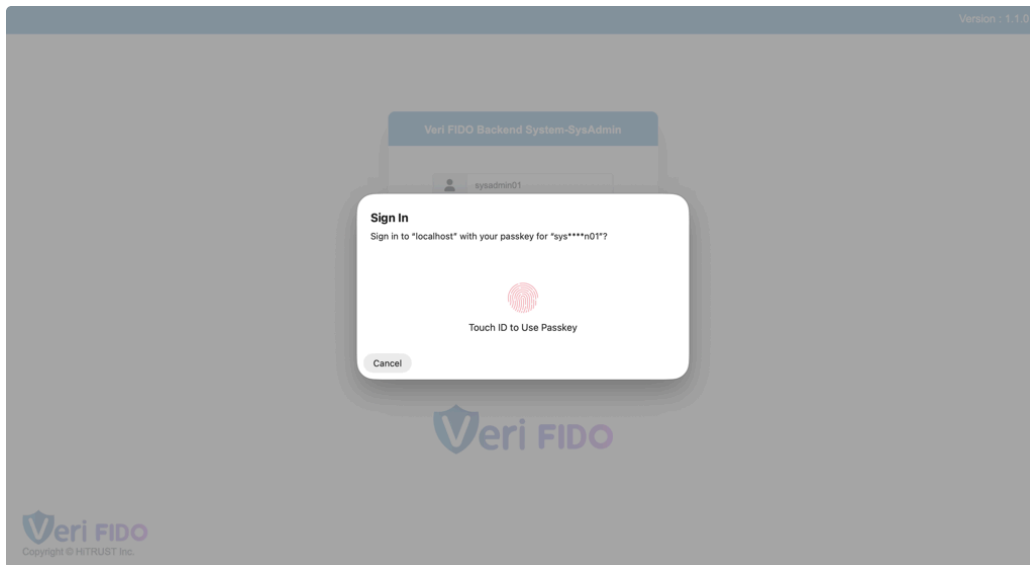 Version : 1.1.0
Veri FIDO Backend System-SysAdmin
sysadmin01
Sign In
Sign in to "localhost" with your passkey for "sys****n01"?
Touch ID to Use Passkey
Cancel
Veri FIDO
Veri FIDO
Copyright © HiTRUST Inc.